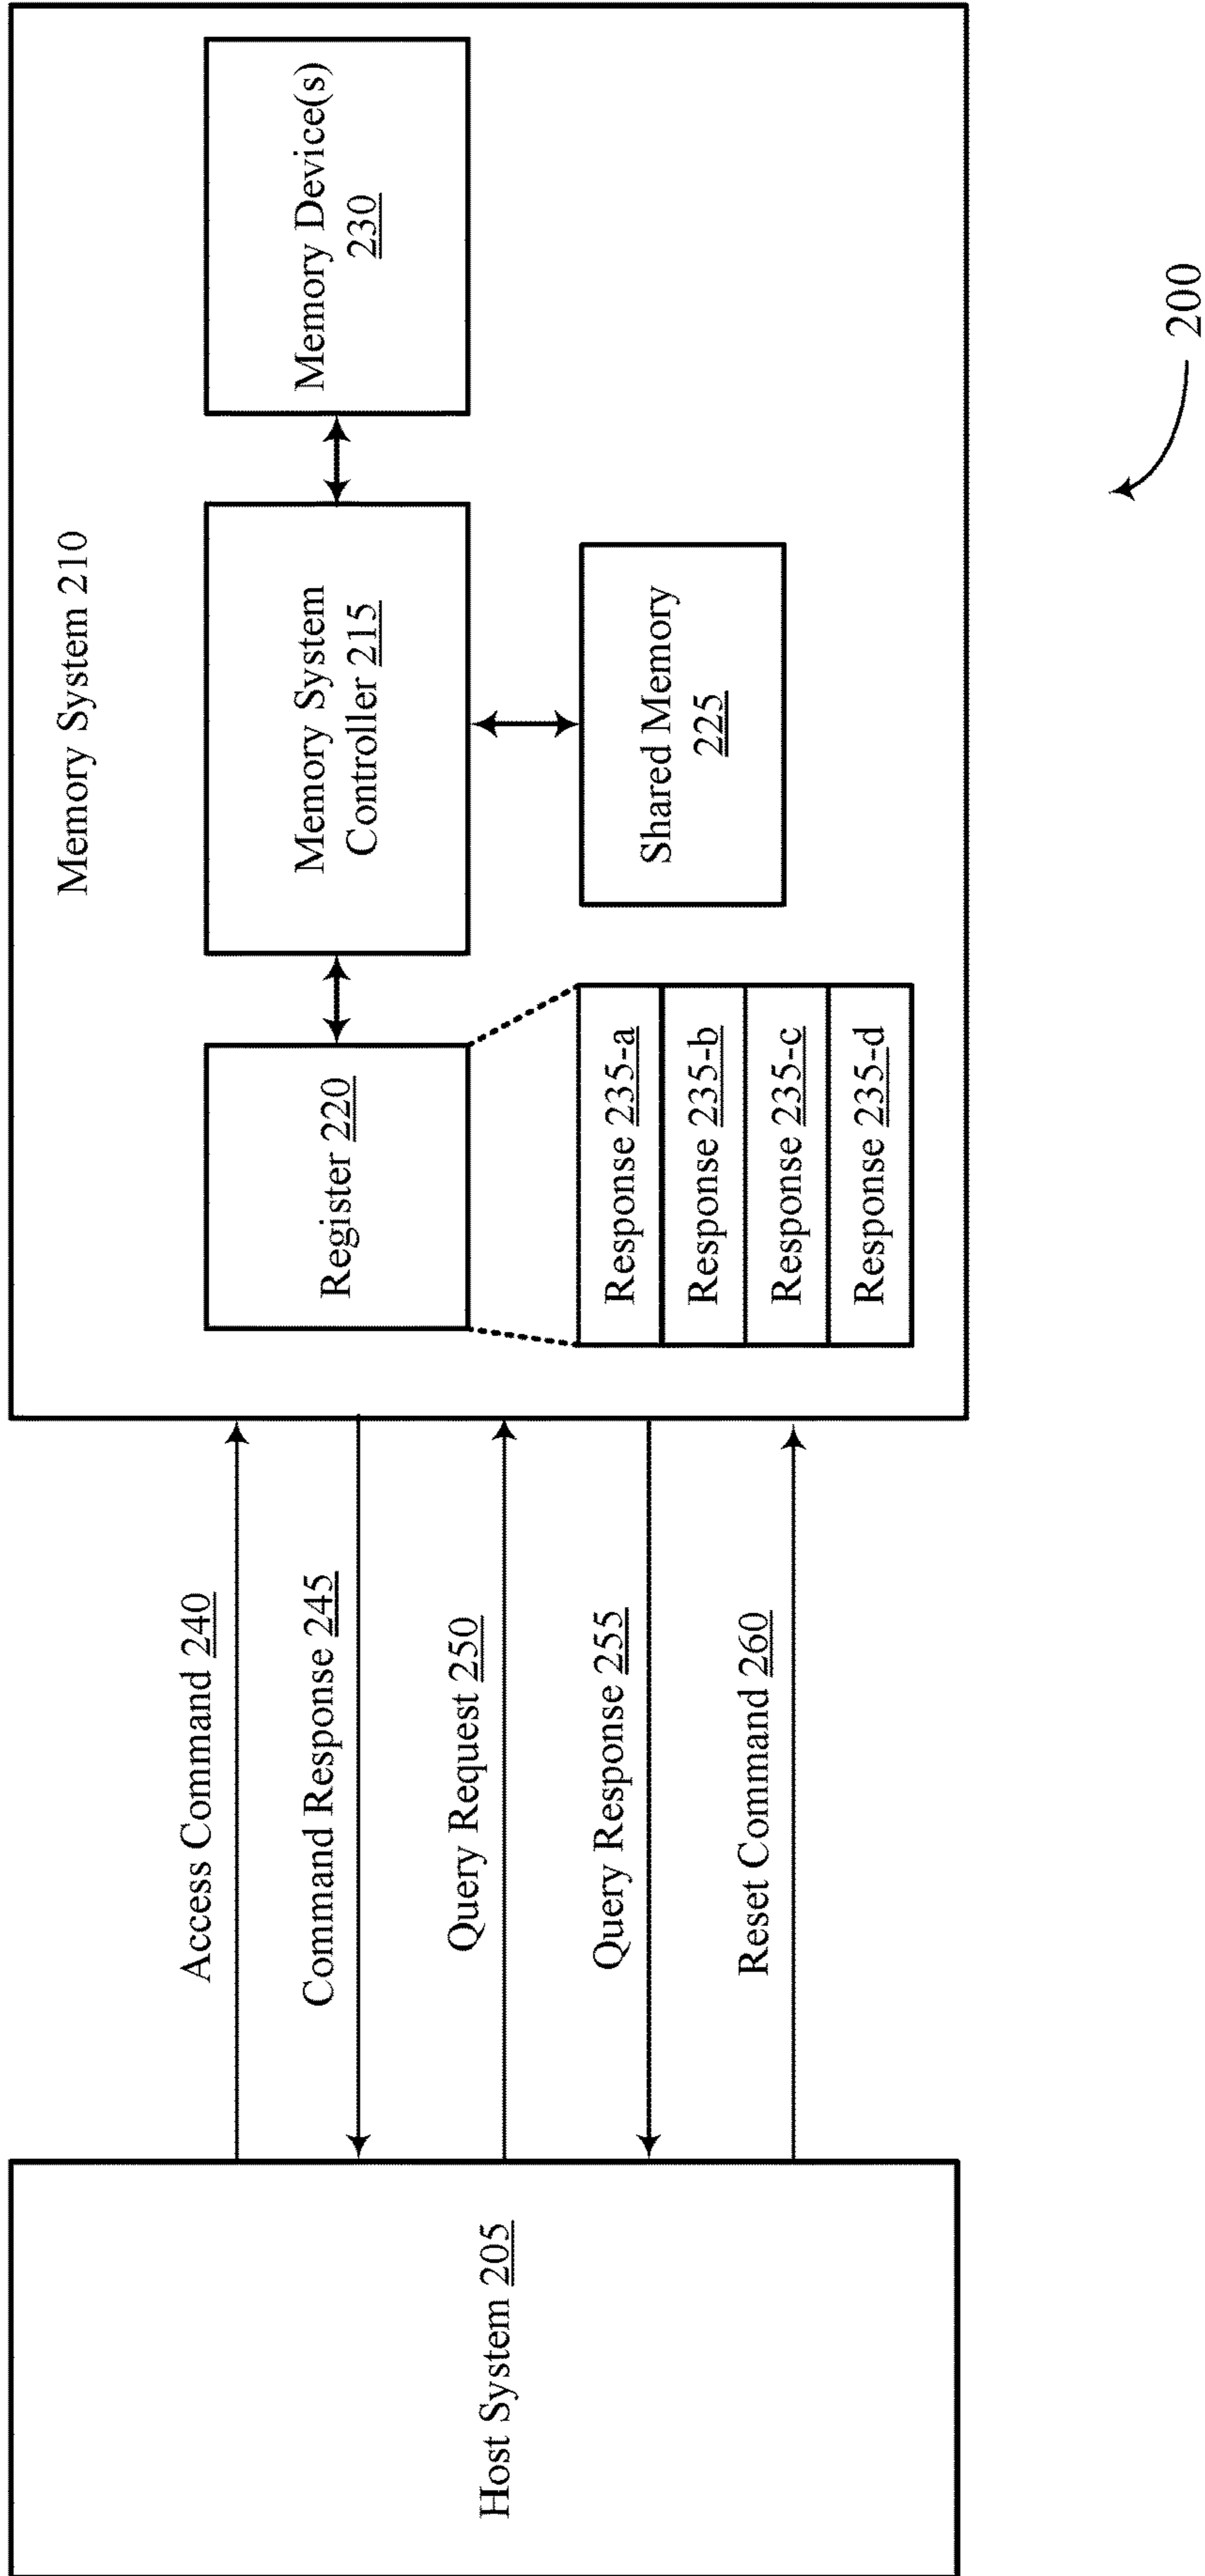 Memory System 210
Host System 205
Access Command 240
Command Response 245
Query Request 250
Query Response 255
Reset Command 260
Register 220
Response 235-a
Response 235-b
Response 235-c
Response 235-d
Memory System
Controller 215
Shared Memory
225
Memory Device(s)
230
200